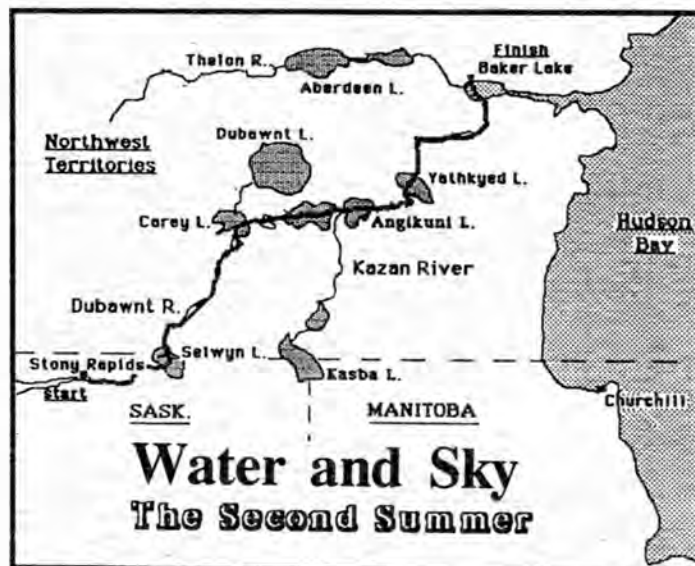 Finish
Thelon R.
Baker Lake
Aberdeen L.
Northwest
Territories
Dubawnt L.
Yathkyed L.
Carey L.
Angikuni L.
Hudson
Bay
Kazan River
Dubawnt R.
Stony Rapids
Selwyn L.
start
Kasba L.
Churchill
SASK.
MANITOBA
Water and Sky
The Second Summer